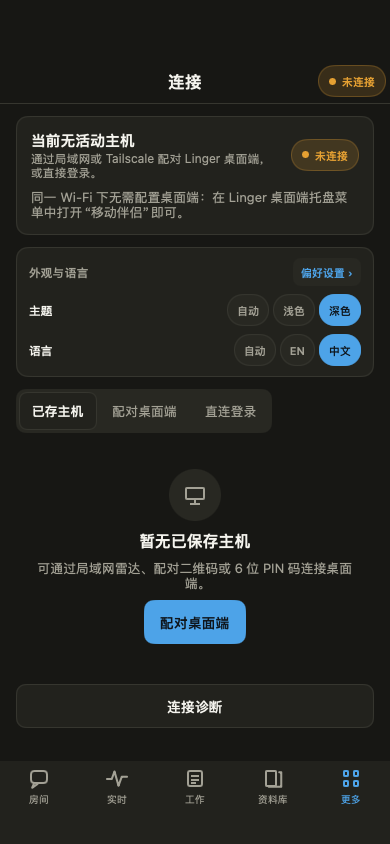 连接
未连接
当前无活动主机
通过局域网或 Tailscale 配对 Linger 桌面端，
或直接登录。
未连接
同一 Wi-Fi 下无需配置桌面端：在 Linger 桌面端托盘菜
单中打开“移动伴侣”即可。
外观与语言
偏好设置 ›
主题
自动
浅色
深色
语言
自动
EN
中文
已存主机
配对桌面端
直连登录
暂无已保存主机
可通过局域网雷达、配对二维码或 6 位 PIN 码连接桌面
端。
配对桌面端
连接诊断
房间
实时
工作
资料库
更多